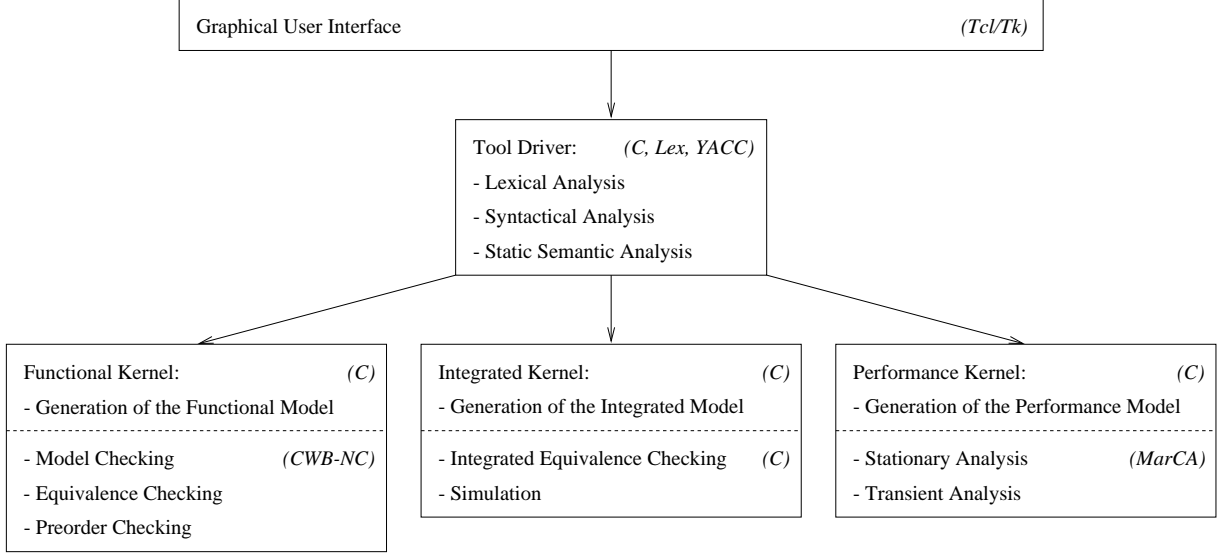 Graphical User Interface (Tcl/Tk)
Tool Driver: (C, Lex, YACC)
- Lexical Analysis
- Syntactical Analysis
- Static Semantic Analysis
Functional Kernel: (C)
- Generation of the Functional Model
- Model Checking (CWB-NC)
- Equivalence Checking
- Preorder Checking
Integrated Kernel: (C)
- Generation of the Integrated Model
- Integrated Equivalence Checking (C)
- Simulation
Performance Kernel: (C)
- Generation of the Performance Model
- Stationary Analysis (MarCA)
- Transient Analysis